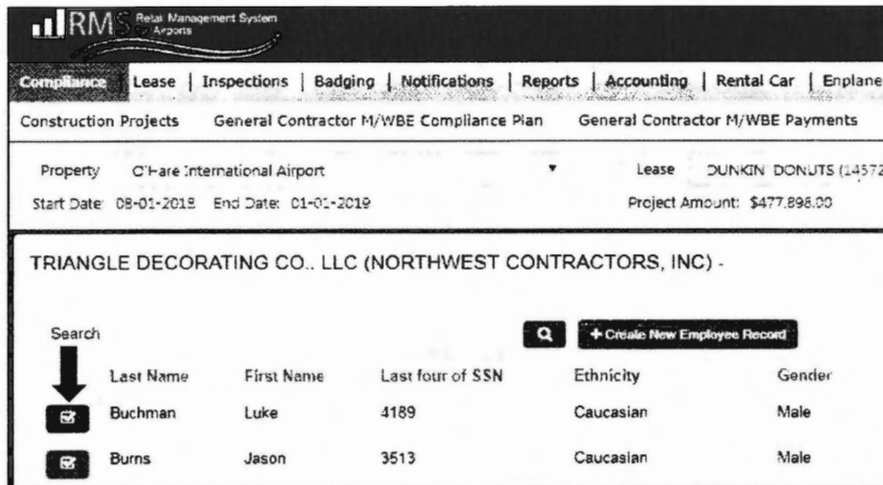 RMS Retail Management System
Airports
Compliance | Lease | Inspections | Badging | Notifications | Reports | Accounting | Rental Car | Enplane
Construction Projects General Contractor M/WBE Compliance Plan General Contractor M/WBE Payments
Property O'Hare International Airport Lease DUNKIN DONUTS (14572
Start Date: 08-01-2018 End Date: 01-01-2019 Project Amount: $477,898.00
TRIANGLE DECORATING CO., LLC (NORTHWEST CONTRACTORS, INC) -
Search + Create New Employee Record
Last Name First Name Last four of SSN Ethnicity Gender
Buchman Luke 4189 Caucasian Male
Burns Jason 3513 Caucasian Male